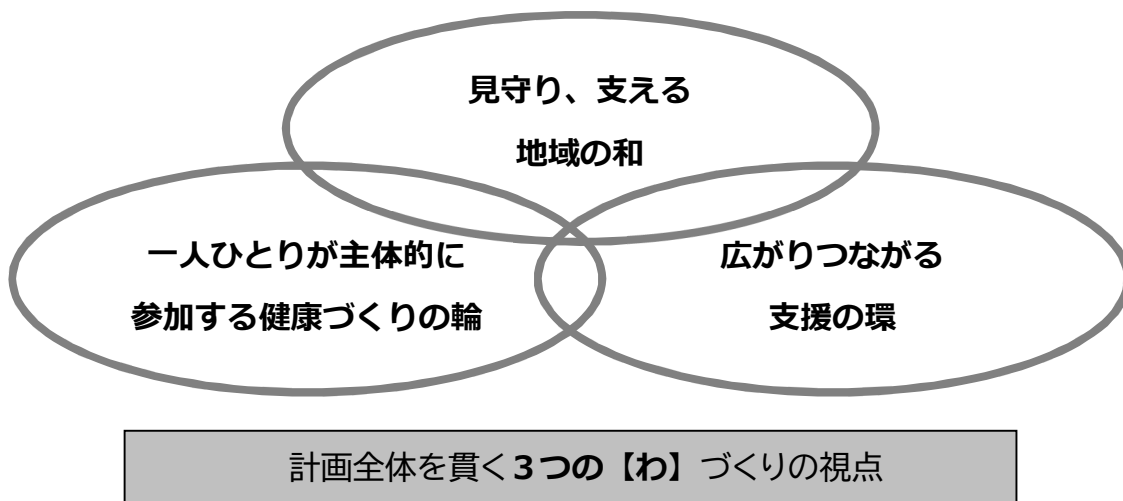 見守り、支える
地域の和
一人ひとりが主体的に
参加する健康づくりの輪
広がりつながる
支援の環
計画全体を貫く３つの【わ】づくりの視点